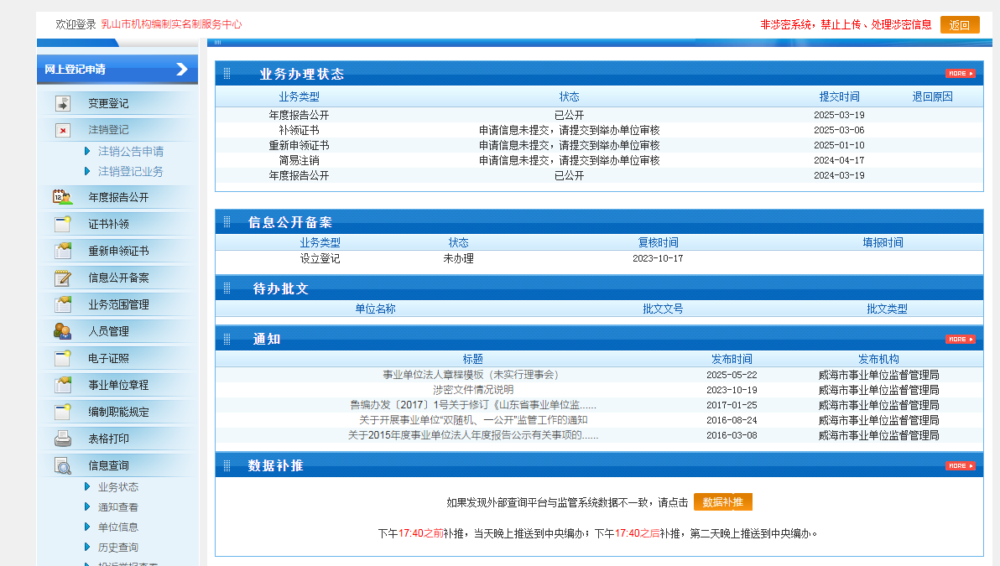 欢迎登录 乳山市机构编制实名制服务中心
非涉密系统，禁止上传、处理涉密信息 返回
网上登记申请
变更登记
注销登记
注销公告申请
注销登记业务
年度报告公开
证书补领
重新申领证书
信息公开备案
业务范围管理
人员管理
电子证照
事业单位章程
编制职能规定
表格打印
信息查询
业务状态
通知查看
单位信息
历史查询
业务办理状态 MORE
业务类型 状态 提交时间 退回原因
年度报告公开 已公开 2025-03-19
补领证书 申请信息未提交，请提交到举办单位审核 2025-03-06
重新申领证书 申请信息未提交，请提交到举办单位审核 2025-01-10
简易注销 申请信息未提交，请提交到举办单位审核 2024-04-17
年度报告公开 已公开 2024-03-19
信息公开备案
业务类型 状态 复核时间 填报时间
设立登记 未办理 2023-10-17
待办批文
单位名称 批文文号 批文类型
通知 MORE
标题 发布时间 发布机构
事业单位法人章程模板（未实行理事会） 2025-05-22 威海市事业单位监督管理局
涉密文件情况说明 2023-10-19 威海市事业单位监督管理局
鲁编办发〔2017〕1号关于修订《山东省事业单位监...... 2017-01-25 威海市事业单位监督管理局
关于开展事业单位“双随机、一公开”监管工作的通知 2016-08-24 威海市事业单位监督管理局
关于2015年度事业单位法人年度报告公示有关事项的...... 2016-03-08 威海市事业单位监督管理局
数据补推 MORE
如果发现外部查询平台与监管系统数据不一致，请点击 数据补推
下午17:40之前补推，当天晚上推送到中央编办；下午17:40之后补推，第二天晚上推送到中央编办。